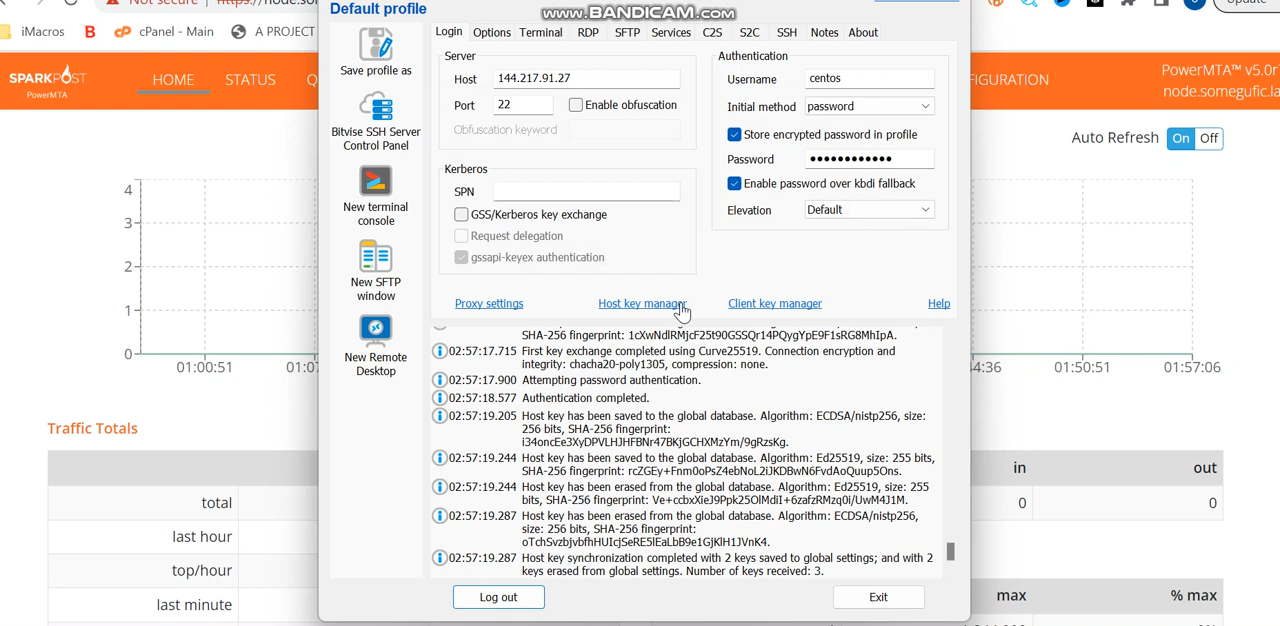 Not secure
https://node.so
Update
Default profile
www.BANDICAM.com
iMacros
cPanel - Main
A PROJECT
Save profile as
Bitvise SSH Server
Control Panel
New terminal
console
New SFTP
window
New Remote
Desktop
Login
Options
Terminal
RDP
SFTP
Services
C2S
S2C
SSH
Notes
About
Server
Host
144.217.91.27
Port
22
Enable obfuscation
Obfuscation keyword
Kerberos
SPN
GSS/Kerberos key exchange
Request delegation
gssapi-keyex authentication
Authentication
Username
centos
Initial method
password
Store encrypted password in profile
Password
••••••••••••
Enable password over kbdi fallback
Elevation
Default
Proxy settings
Host key manager
Client key manager
Help
SHA-256 fingerprint: 1cXwNdlRMjcF25t90GSSQr14PQygYpE9F1sRG8MhIpA.
02:57:17.715 First key exchange completed using Curve25519. Connection encryption and
integrity: chacha20-poly1305, compression: none.
02:57:17.900 Attempting password authentication.
02:57:18.577 Authentication completed.
02:57:19.205 Host key has been saved to the global database. Algorithm: ECDSA/nistp256, size:
256 bits, SHA-256 fingerprint:
i34oncEe3XyDPVLHJHFBNr47BKjGCHXMzYm/9gRzsKg.
02:57:19.244 Host key has been saved to the global database. Algorithm: Ed25519, size: 255 bits,
SHA-256 fingerprint: rcZGEy+Fnm0oPsZ4ebNoL2iJKDBwN6FvdAoQuup5Ons.
02:57:19.244 Host key has been erased from the global database. Algorithm: Ed25519, size: 255
bits, SHA-256 fingerprint: Ve+ccbxXieJ9Ppk25OlMdiI+6zafzRMzq0i/UwM4J1M.
02:57:19.287 Host key has been erased from the global database. Algorithm: ECDSA/nistp256,
size: 256 bits, SHA-256 fingerprint:
oTchSvzbjvbfhHUIcjSeRE5lEaLbB9e1GjKlH1JVnK4.
02:57:19.287 Host key synchronization completed with 2 keys saved to global settings; and with 2
keys erased from global settings. Number of keys received: 3.
Log out
Exit
SPARKPOST
PowerMTA
HOME
STATUS
Q
FIGURATION
PowerMTA™ v5.0r
node.somegufic.la
Auto Refresh
On
Off
4
3
2
1
0
01:00:51
01:07
44:36
01:50:51
01:57:06
Traffic Totals
in
out
total
0
0
last hour
top/hour
last minute
max
% max